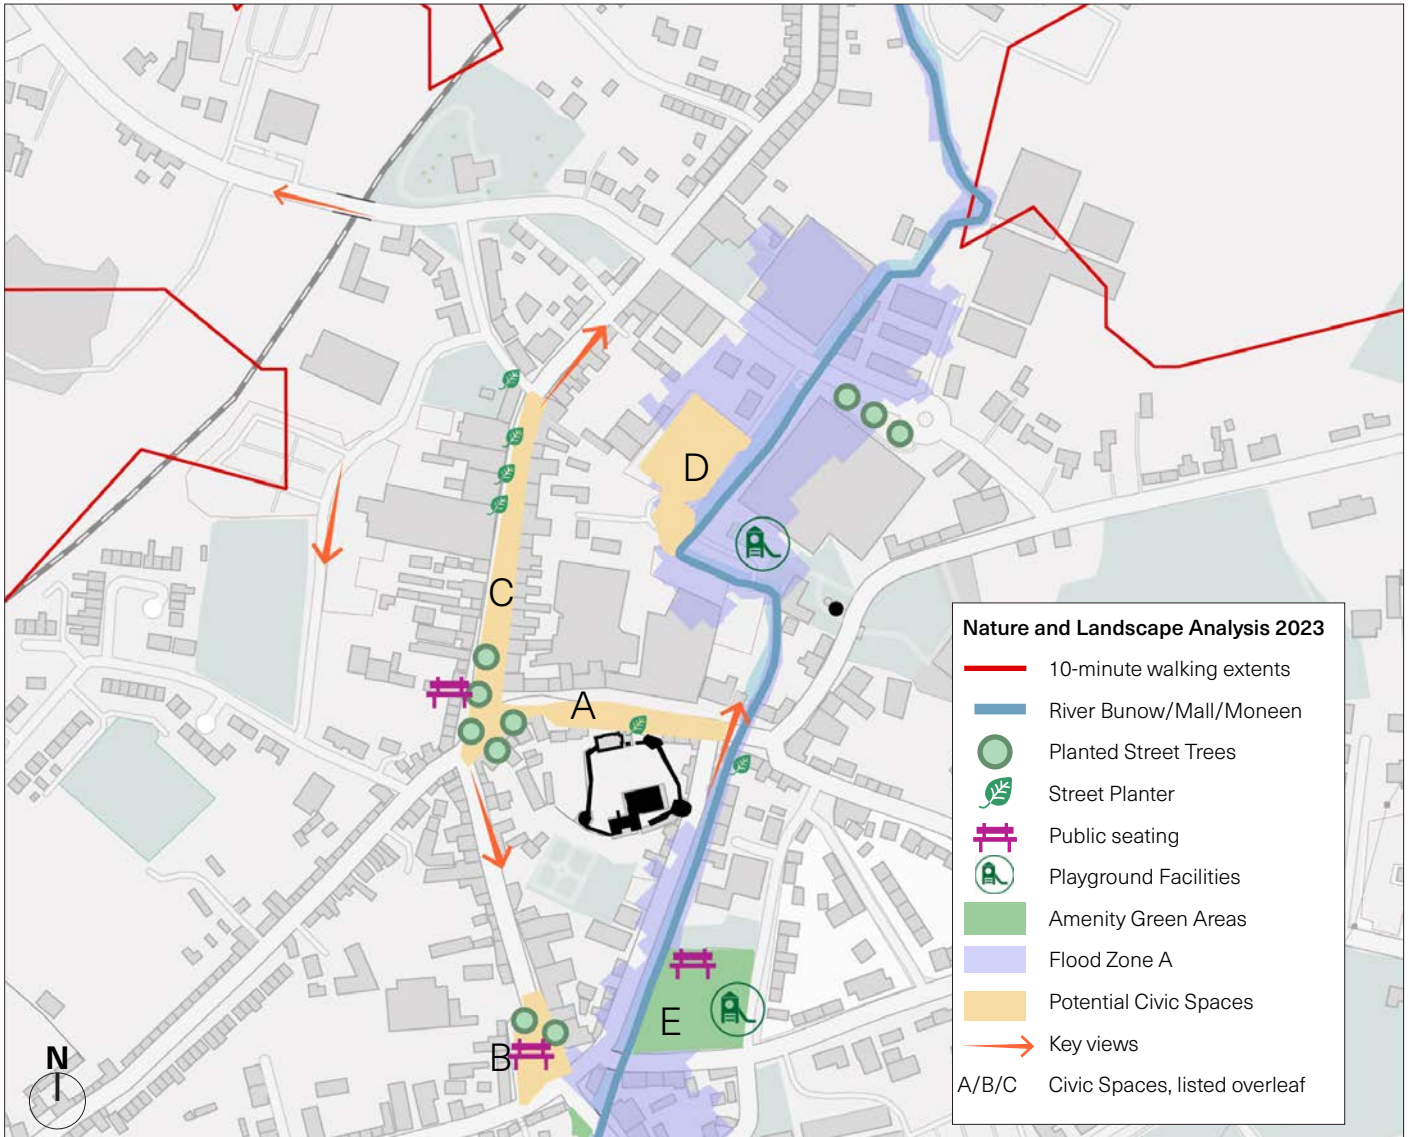 D
C
A
E
B
N
Nature and Landscape Analysis 2023
10-minute walking extents
River Bunow/Mall/Moneen
Planted Street Trees
Street Planter
Public seating
Playground Facilities
Amenity Green Areas
Flood Zone A
Potential Civic Spaces
Key views
A/B/C Civic Spaces, listed overleaf